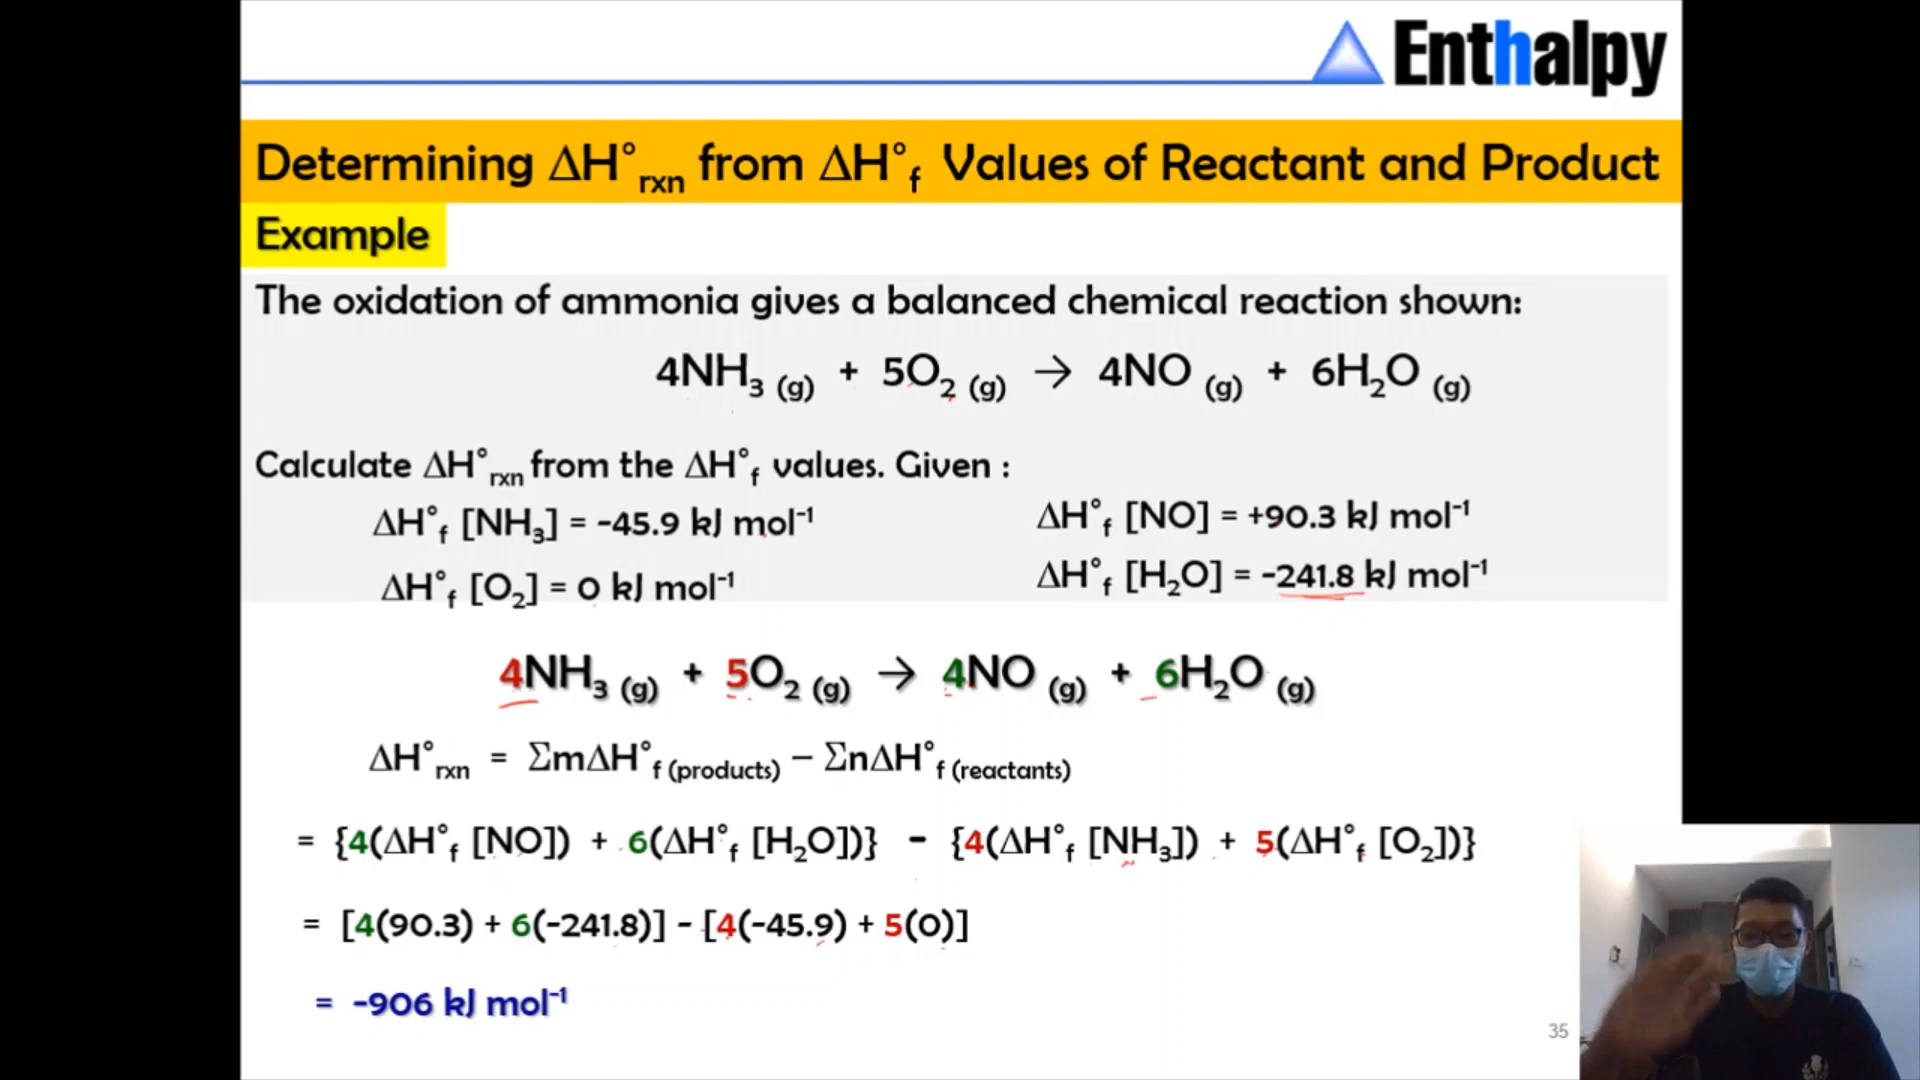 Enthalpy
Determining ΔH°rxn from ΔH°f Values of Reactant and Product
Example
The oxidation of ammonia gives a balanced chemical reaction shown:
4NH₃ (g) + 5O₂ (g) → 4NO (g) + 6H₂O (g)
Calculate ΔH°rxn from the ΔH°f values. Given :
ΔH°f [NH₃] = -45.9 kJ mol⁻¹
ΔH°f [NO] = +90.3 kJ mol⁻¹
ΔH°f [O₂] = 0 kJ mol⁻¹
ΔH°f [H₂O] = -241.8 kJ mol⁻¹
4NH₃ (g) + 5O₂ (g) → 4NO (g) + 6H₂O (g)
ΔH°rxn = ΣmΔH°f (products) – ΣnΔH°f (reactants)
= {4(ΔH°f [NO]) + 6(ΔH°f [H₂O])} - {4(ΔH°f [NH₃]) + 5(ΔH°f [O₂])}
= [4(90.3) + 6(-241.8)] - [4(-45.9) + 5(0)]
= -906 kJ mol⁻¹
35